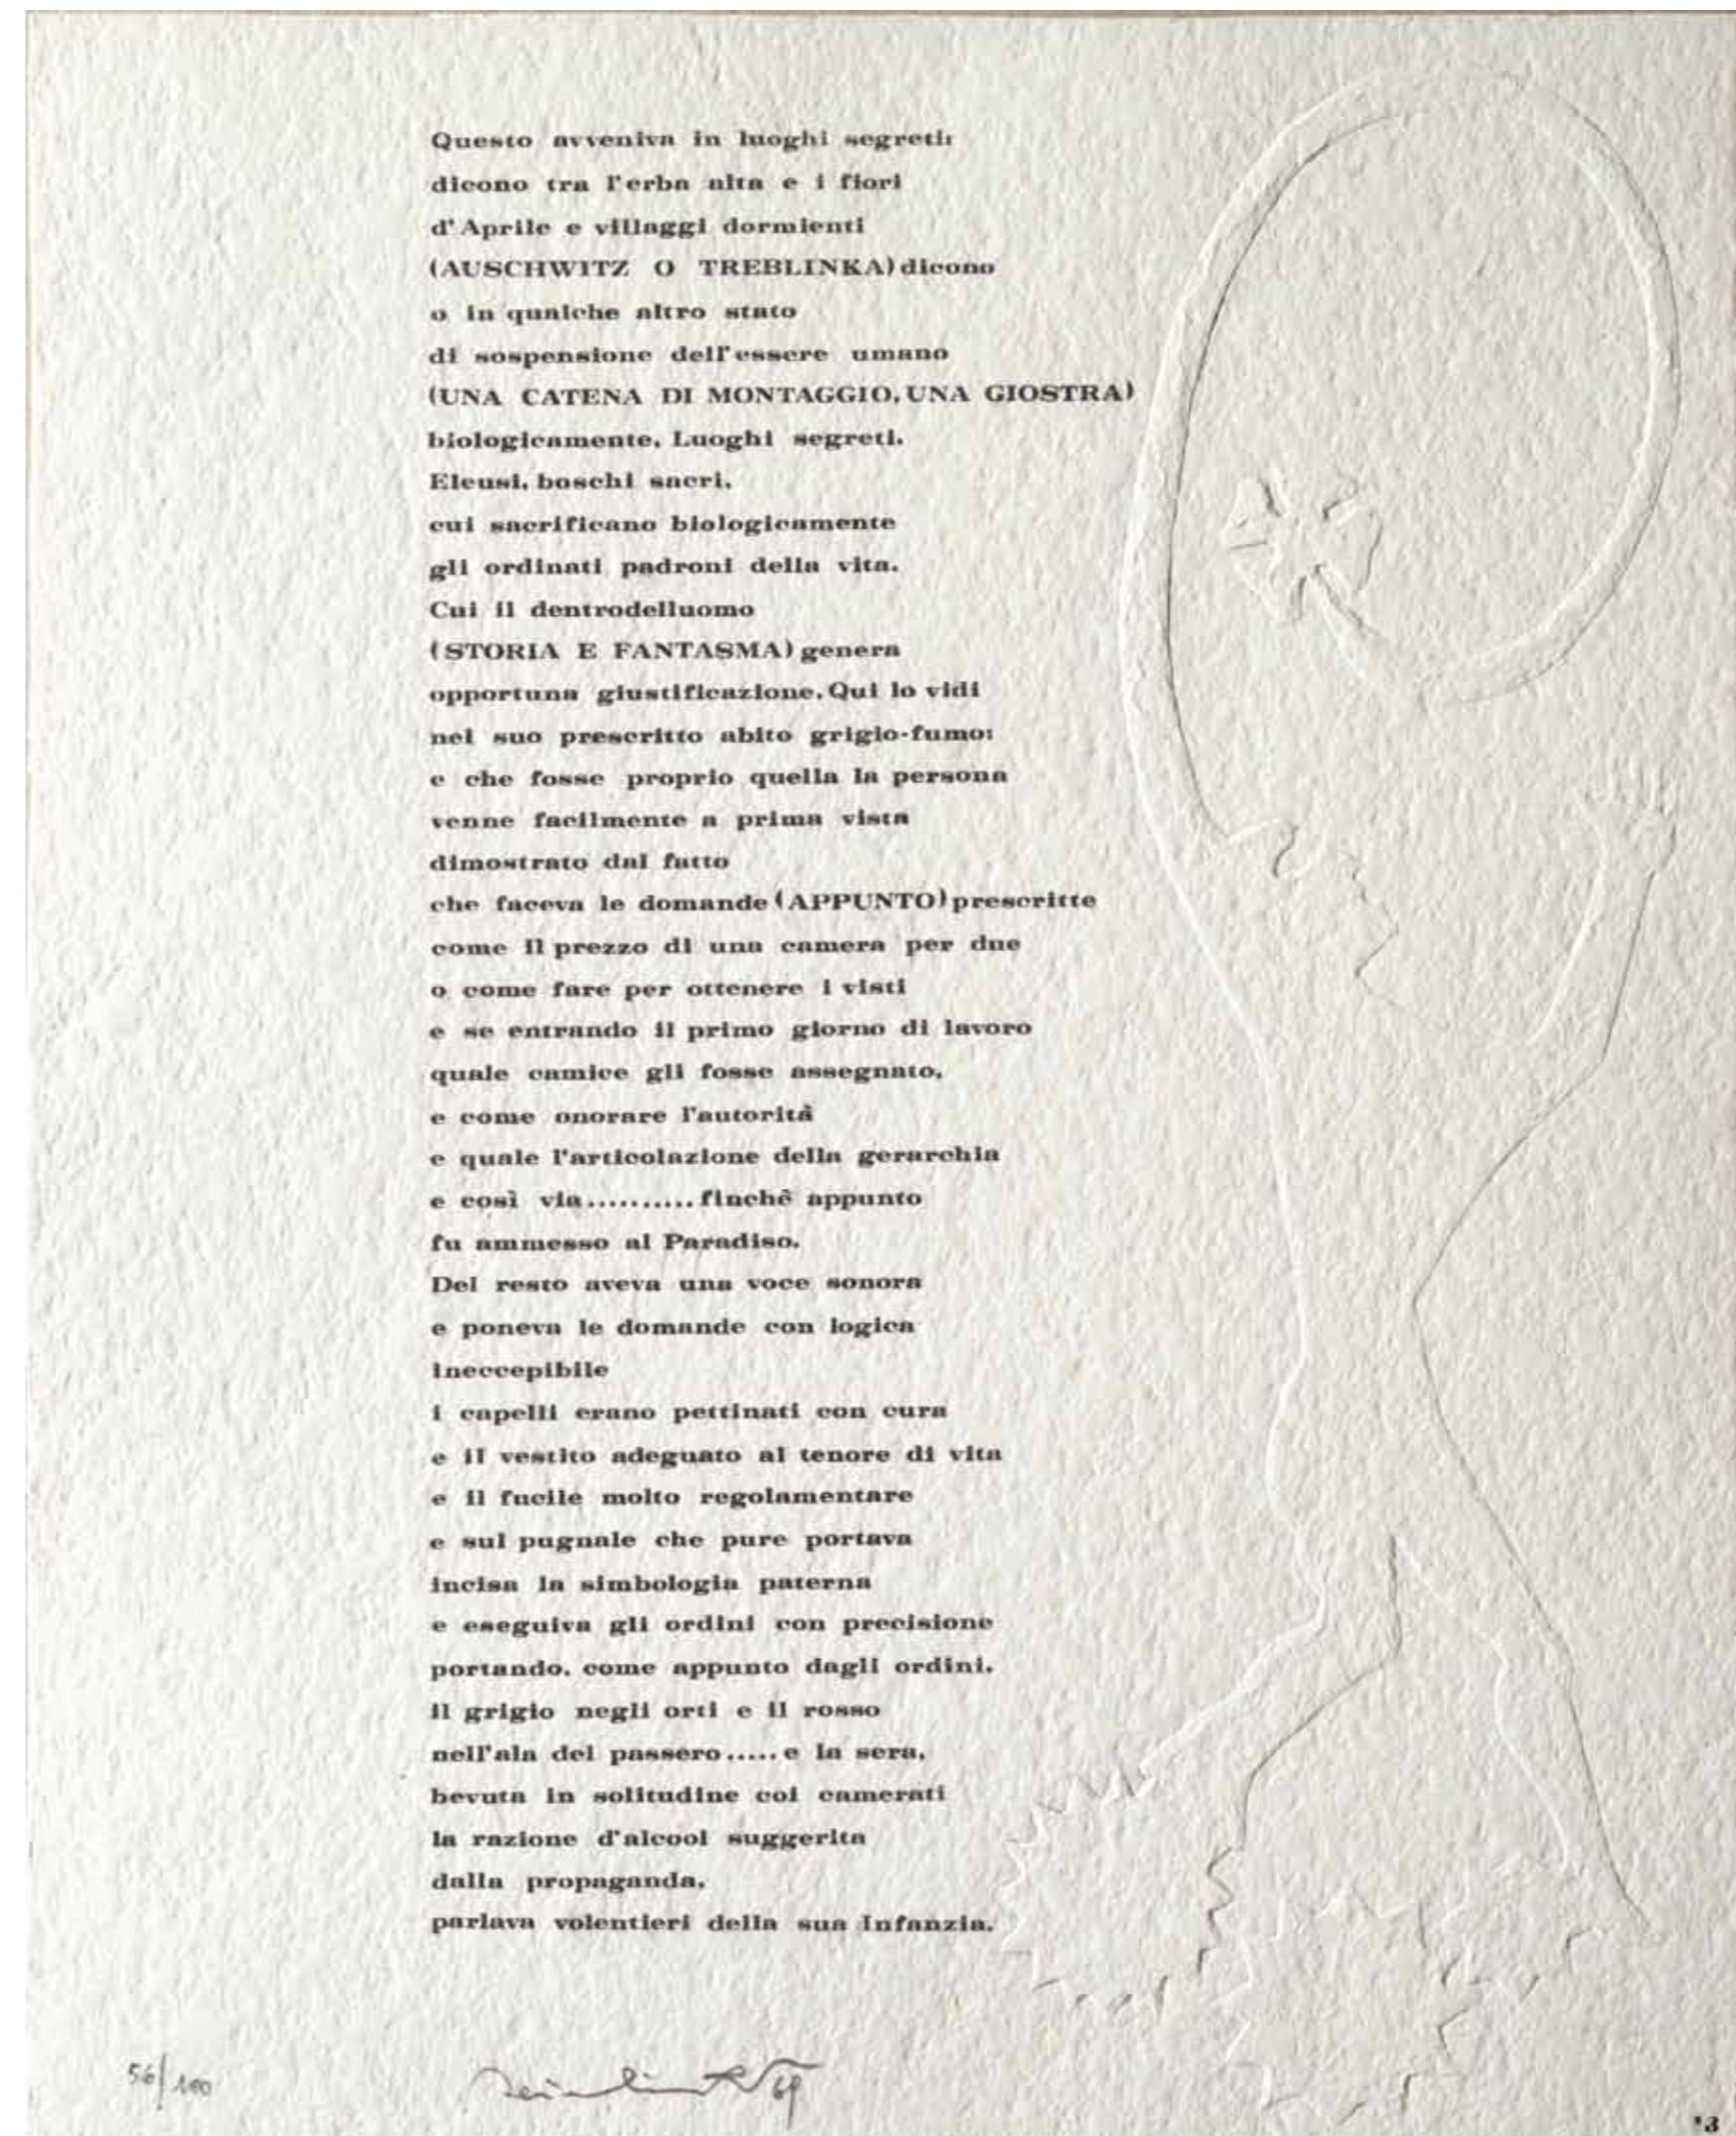 Questo avveniva in luoghi segreti:
dicono tra l'erba alta e i fiori
d'Aprile e villaggi dormienti
(AUSCHWITZ O TREBLINKA) dicono
o in qualche altro stato
di sospensione dell'essere umano
(UNA CATENA DI MONTAGGIO, UNA GIOSTRA)
biologicamente. Luoghi segreti.
Eleusi, boschi sacri,
cui sacrificano biologicamente
gli ordinati padroni della vita.
Cui il dentrodelluomo
(STORIA E FANTASMA) genera
opportuna giustificazione. Qui lo vidi
nel suo prescritto abito grigio-fumo:
e che fosse proprio quella la persona
venne facilmente a prima vista
dimostrato dal fatto
che faceva le domande (APPUNTO) prescritte
come il prezzo di una camera per due
o come fare per ottenere i visti
e se entrando il primo giorno di lavoro
quale camice gli fosse assegnato,
e come onorare l'autorità
e quale l'articolazione della gerarchia
e così via.......... finchè appunto
fu ammesso al Paradiso.
Del resto aveva una voce sonora
e poneva le domande con logica
ineccepibile
i capelli erano pettinati con cura
e il vestito adeguato al tenore di vita
e il fucile molto regolamentare
e sul pugnale che pure portava
incisa la simbologia paterna
e eseguiva gli ordini con precisione
portando, come appunto dagli ordini,
il grigio negli orti e il rosso
nell'ala del passero..... e la sera,
bevuta in solitudine coi camerati
la razione d'alcool suggerita
dalla propaganda,
parlava volentieri della sua Infanzia.
56/100
69
13